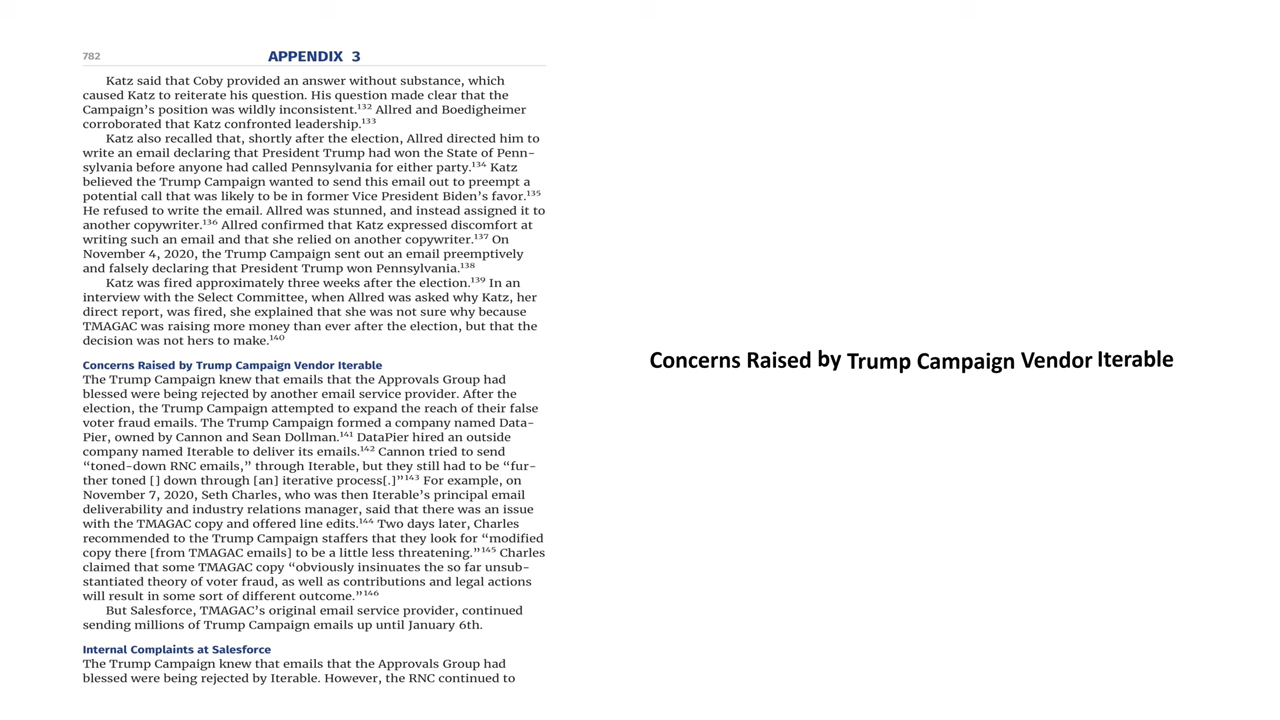 782
APPENDIX 3
Katz said that Coby provided an answer without substance, which
caused Katz to reiterate his question. His question made clear that the
Campaign’s position was wildly inconsistent.¹³² Allred and Boedigheimer
corroborated that Katz confronted leadership.¹³³
Katz also recalled that, shortly after the election, Allred directed him to
write an email declaring that President Trump had won the State of Penn-
sylvania before anyone had called Pennsylvania for either party.¹³⁴ Katz
believed the Trump Campaign wanted to send this email out to preempt a
potential call that was likely to be in former Vice President Biden’s favor.¹³⁵
He refused to write the email. Allred was stunned, and instead assigned it to
another copywriter.¹³⁶ Allred confirmed that Katz expressed discomfort at
writing such an email and that she relied on another copywriter.¹³⁷ On
November 4, 2020, the Trump Campaign sent out an email preemptively
and falsely declaring that President Trump won Pennsylvania.¹³⁸
Katz was fired approximately three weeks after the election.¹³⁹ In an
interview with the Select Committee, when Allred was asked why Katz, her
direct report, was fired, she explained that she was not sure why because
TMAGAC was raising more money than ever after the election, but that the
decision was not hers to make.¹⁴⁰
Concerns Raised by Trump Campaign Vendor Iterable
The Trump Campaign knew that emails that the Approvals Group had
blessed were being rejected by another email service provider. After the
election, the Trump Campaign attempted to expand the reach of their false
voter fraud emails. The Trump Campaign formed a company named Data-
Pier, owned by Cannon and Sean Dollman.¹⁴¹ DataPier hired an outside
company named Iterable to deliver its emails.¹⁴² Cannon tried to send
“toned-down RNC emails,” through Iterable, but they still had to be “fur-
ther toned [] down through [an] iterative process[.]”¹⁴³ For example, on
November 7, 2020, Seth Charles, who was then Iterable’s principal email
deliverability and industry relations manager, said that there was an issue
with the TMAGAC copy and offered line edits.¹⁴⁴ Two days later, Charles
recommended to the Trump Campaign staffers that they look for “modified
copy there [from TMAGAC emails] to be a little less threatening.”¹⁴⁵ Charles
claimed that some TMAGAC copy “obviously insinuates the so far unsub-
stantiated theory of voter fraud, as well as contributions and legal actions
will result in some sort of different outcome.”¹⁴⁶
But Salesforce, TMAGAC’s original email service provider, continued
sending millions of Trump Campaign emails up until January 6th.
Internal Complaints at Salesforce
The Trump Campaign knew that emails that the Approvals Group had
blessed were being rejected by Iterable. However, the RNC continued to
Concerns Raised by Trump Campaign Vendor Iterable